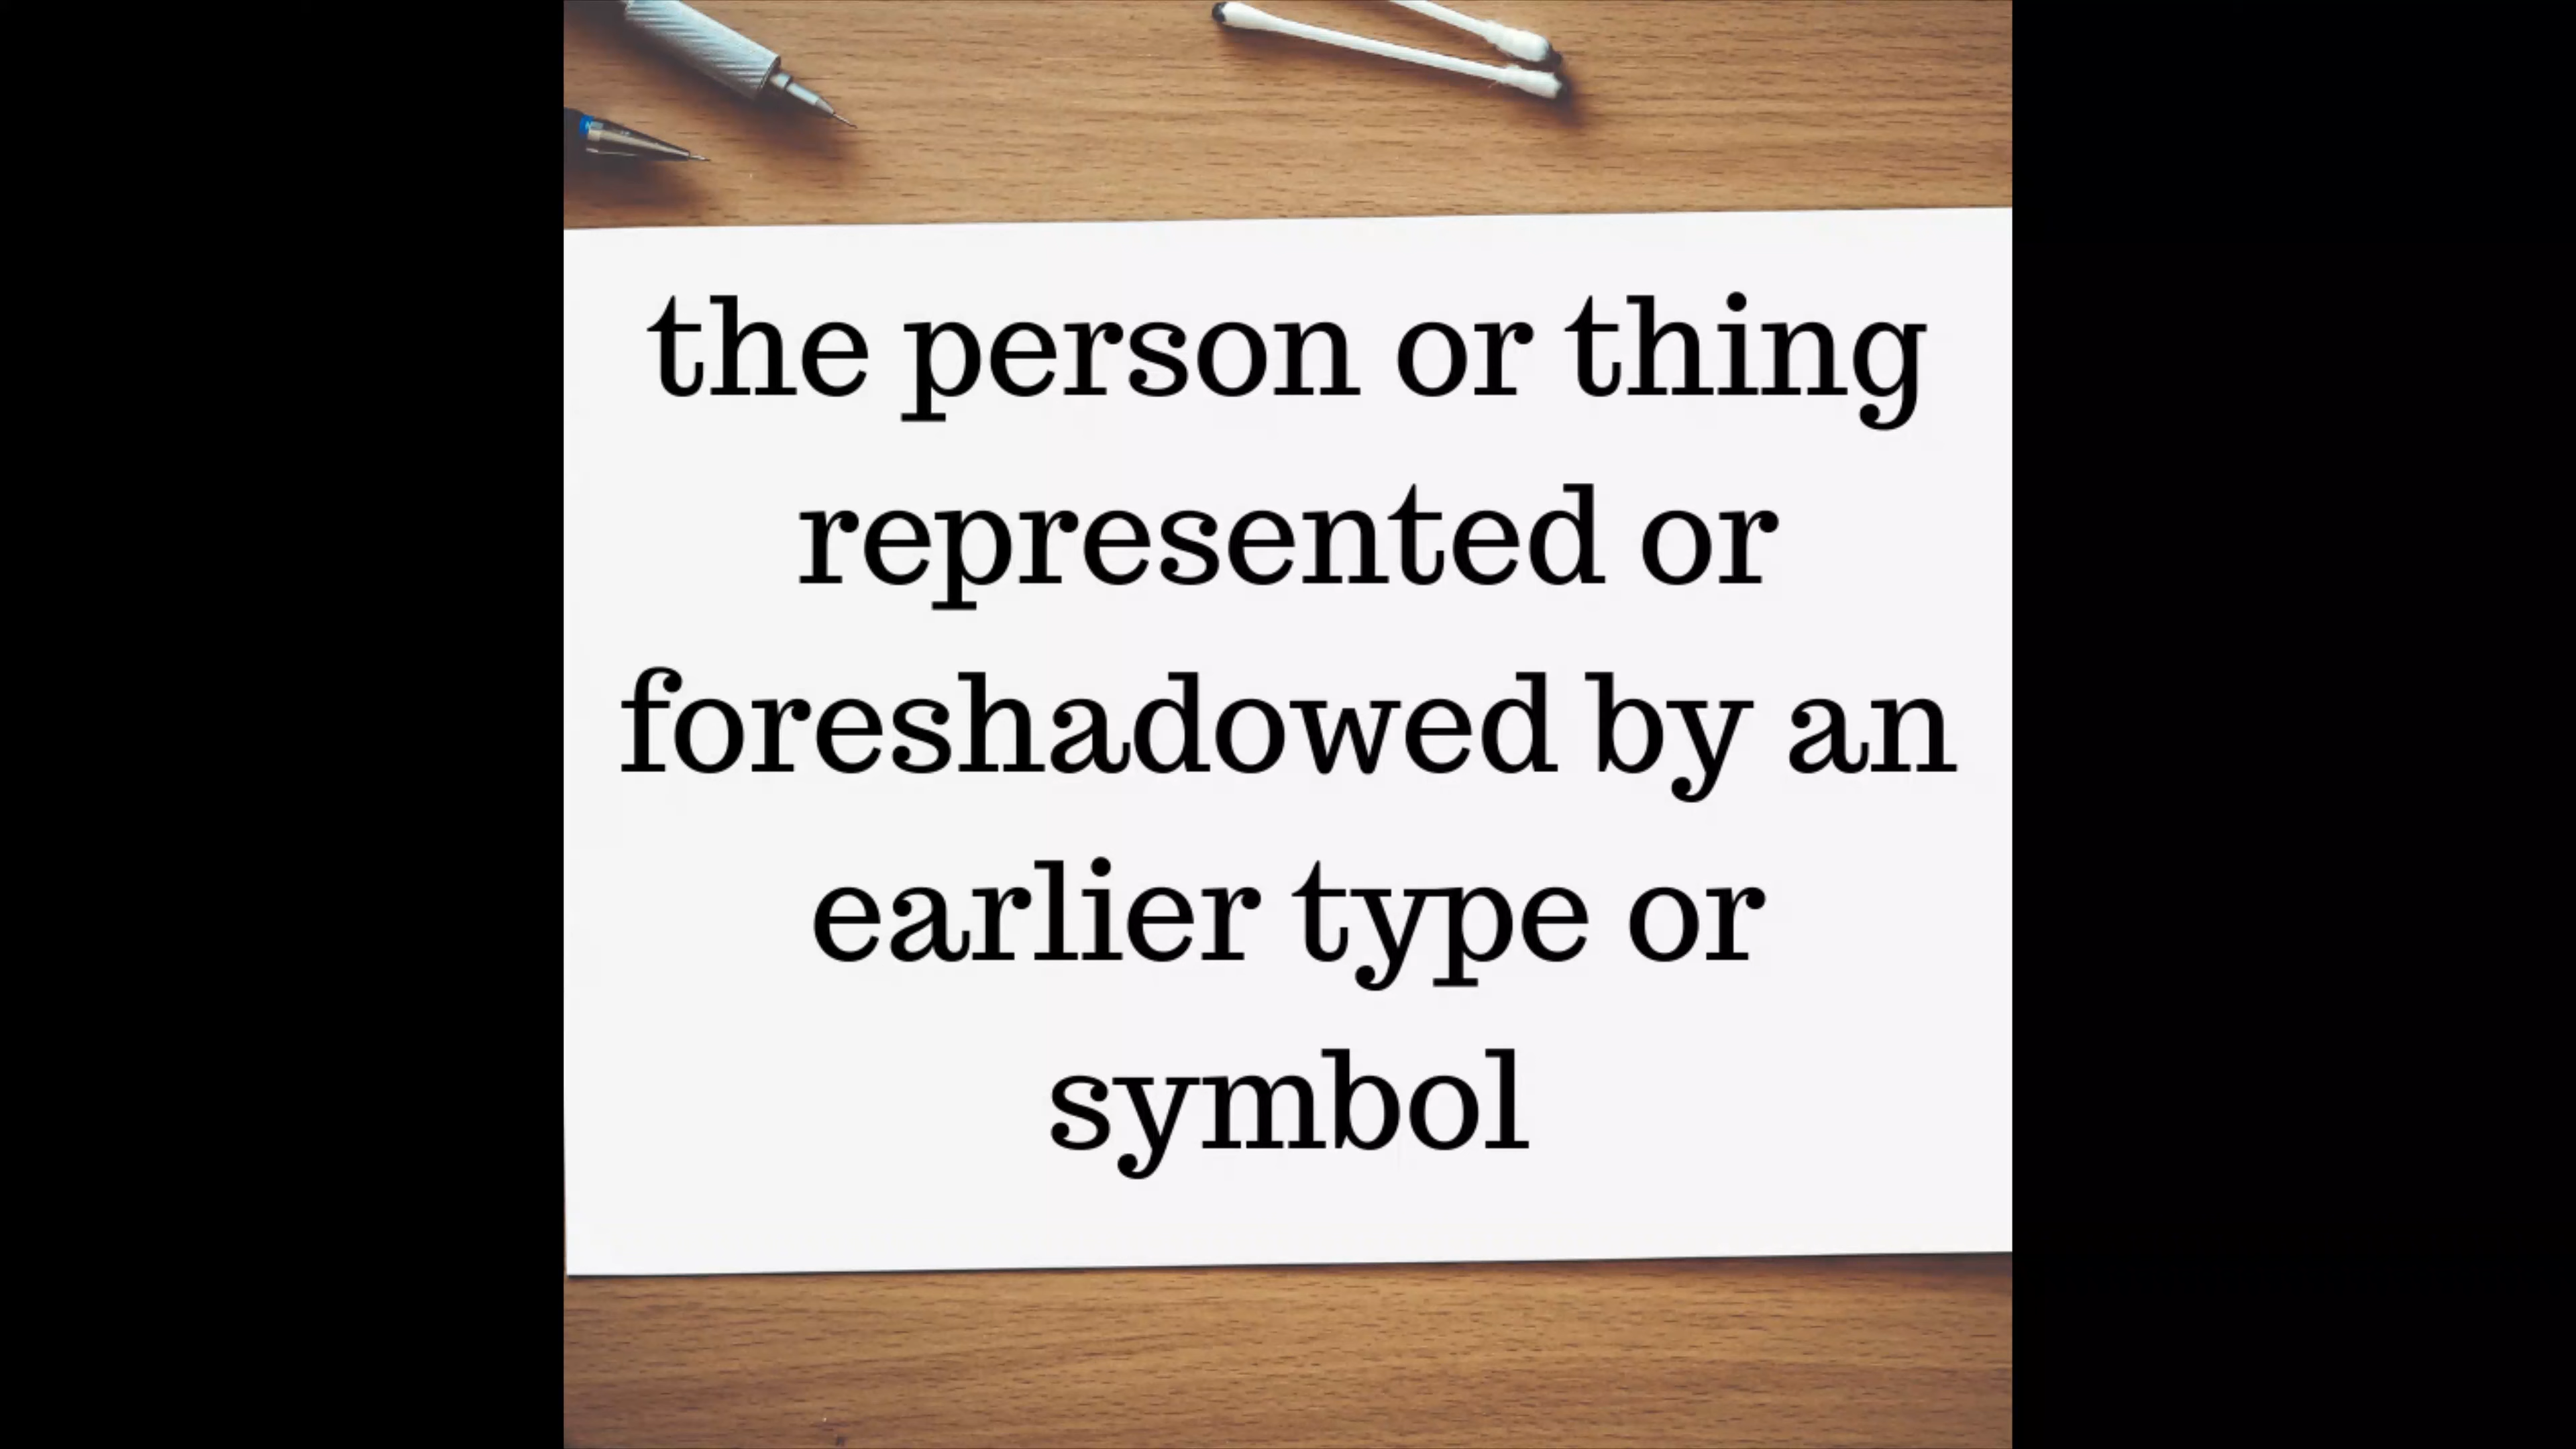 the person or thing
represented or
foreshadowed by an
earlier type or
symbol